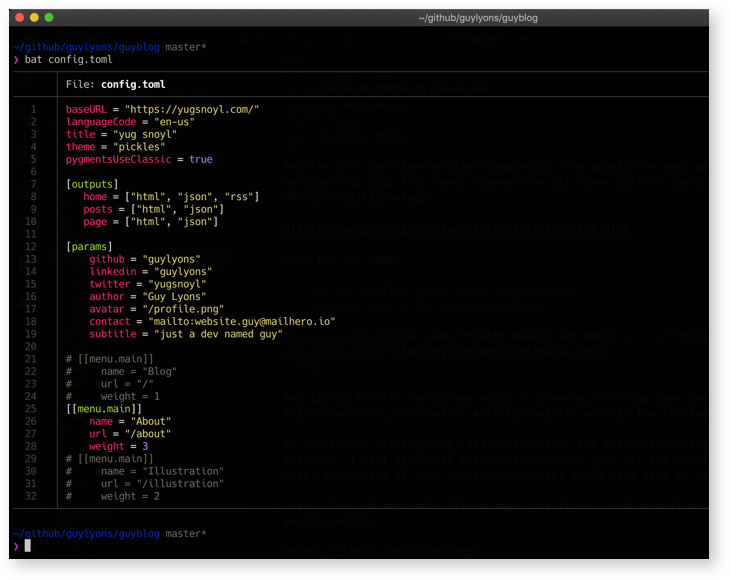 ~/github/guylyons/guyblog
~/github/guylyons/guyblog master*
❯ bat config.toml
File: config.toml
1 baseURL = "https://yugsnoyl.com/"
2 languageCode = "en-us"
3 title = "yug snoyl"
4 theme = "pickles"
5 pygmentsUseClassic = true
6
7 [outputs]
8 home = ["html", "json", "rss"]
9 posts = ["html", "json"]
10 page = ["html", "json"]
11
12 [params]
13 github = "guylyons"
14 linkedin = "guylyons"
15 twitter = "yugsnoyl"
16 author = "Guy Lyons"
17 avatar = "/profile.png"
18 contact = "mailto:website.guy@mailhero.io"
19 subtitle = "just a dev named guy"
20
21 # [[menu.main]]
22 #     name = "Blog"
23 #     url = "/"
24 #     weight = 1
25 [[menu.main]]
26 name = "About"
27 url = "/about"
28 weight = 3
29 # [[menu.main]]
30 #     name = "Illustration"
31 #     url = "/illustration"
32 #     weight = 2
~/github/guylyons/guyblog master*
❯